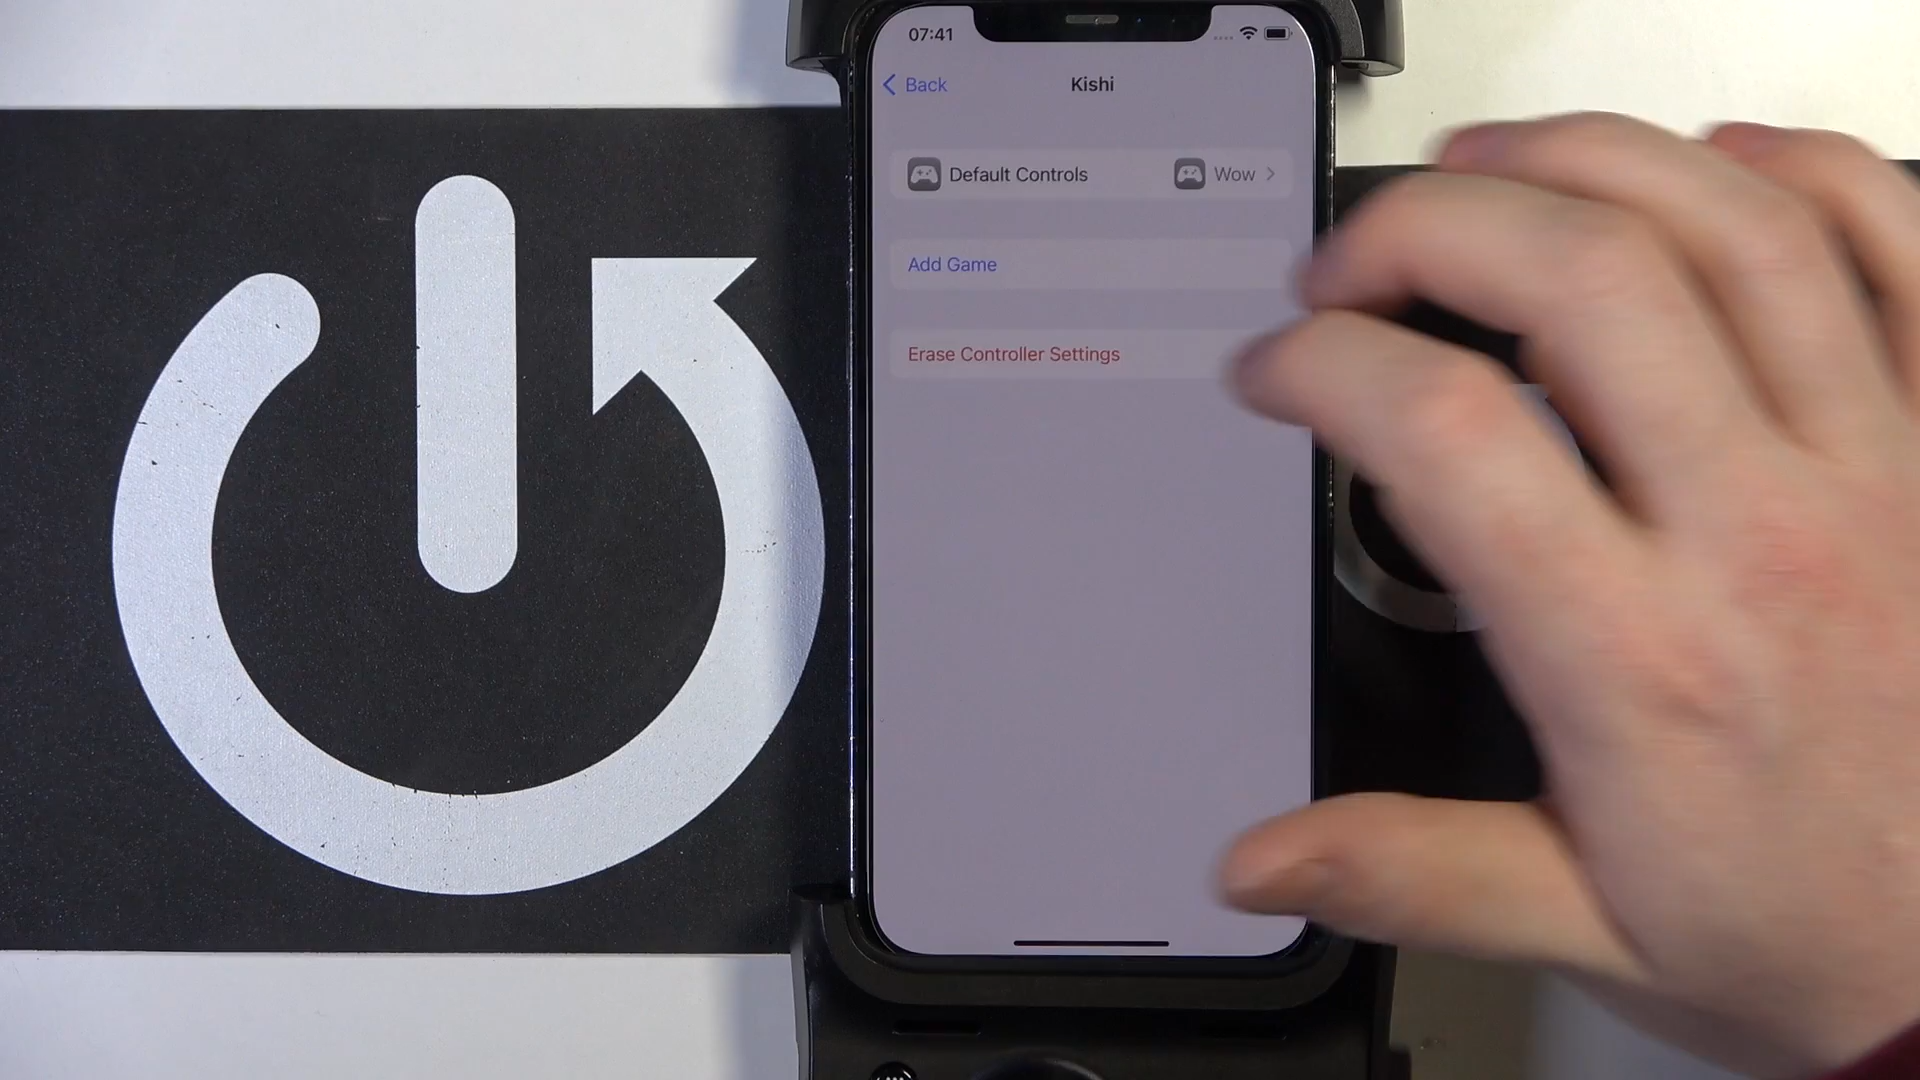 07:41
Back
Kishi
Default Controls
Wow
Add Game
Erase Controller Settings